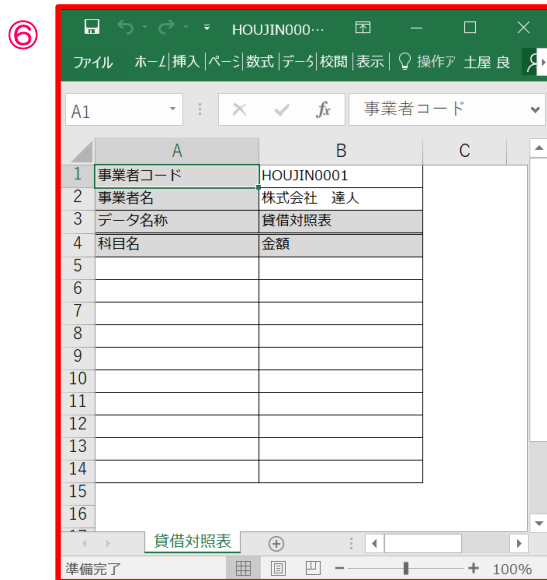 ⑥
HOUJIN000…
ファイル ホーム 挿入 ページ 数式 データ 校閲 表示 操作ア 土屋 良
A1 fx 事業者コード
A B C
1 事業者コード HOUJIN0001
2 事業者名 株式会社 達人
3 データ名称 貸借対照表
4 科目名 金額
5
6
7
8
9
10
11
12
13
14
15
16
貸借対照表
準備完了 100%